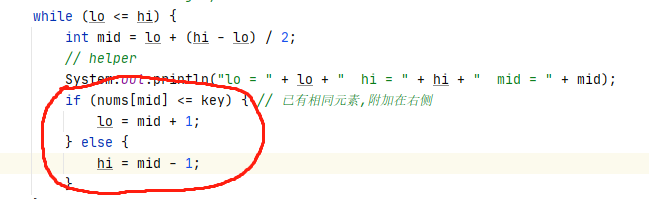 while (lo <= hi) {
int mid = lo + (hi - lo) / 2;
// helper
System.out.println("lo = " + lo + " hi = " + hi + " mid = " + mid);
if (nums[mid] <= key) { // 已有相同元素,附加在右侧
lo = mid + 1;
} else {
hi = mid - 1;
}